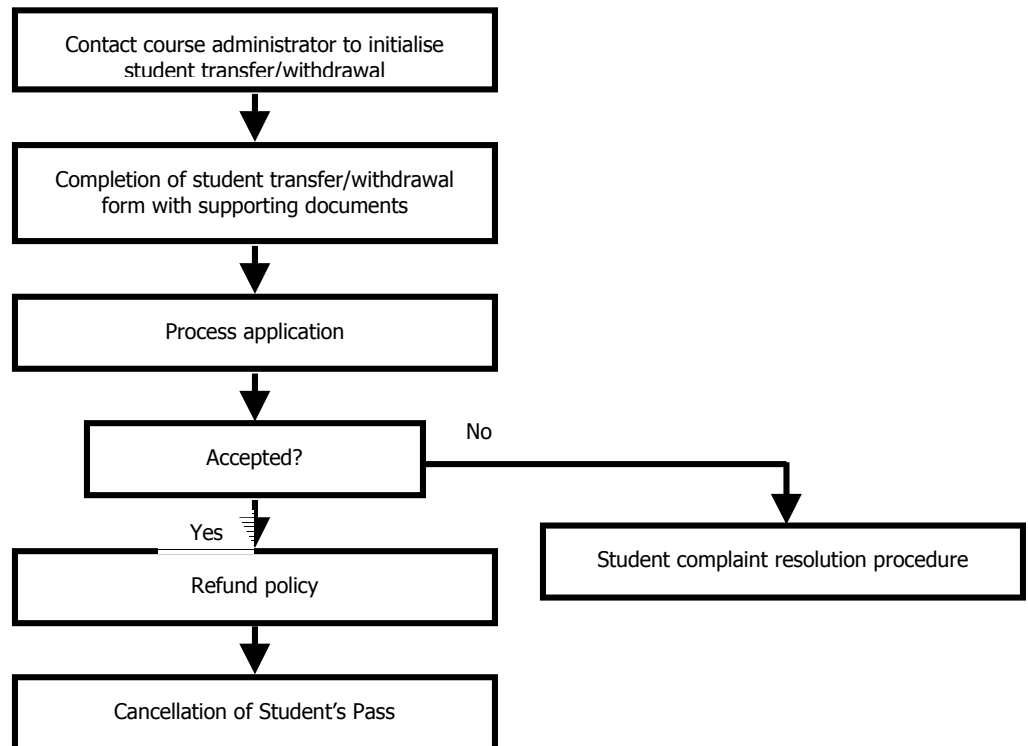 Contact course administrator to initialise
student transfer/withdrawal
Completion of student transfer/withdrawal
form with supporting documents
Process application
Accepted?
No
Yes
Refund policy
Student complaint resolution procedure
Cancellation of Student’s Pass